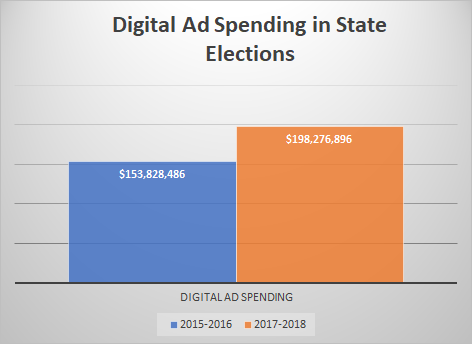 Digital Ad Spending in State
Elections
$198,276,896
$153,828,486
DIGITAL AD SPENDING
2015-2016 2017-2018